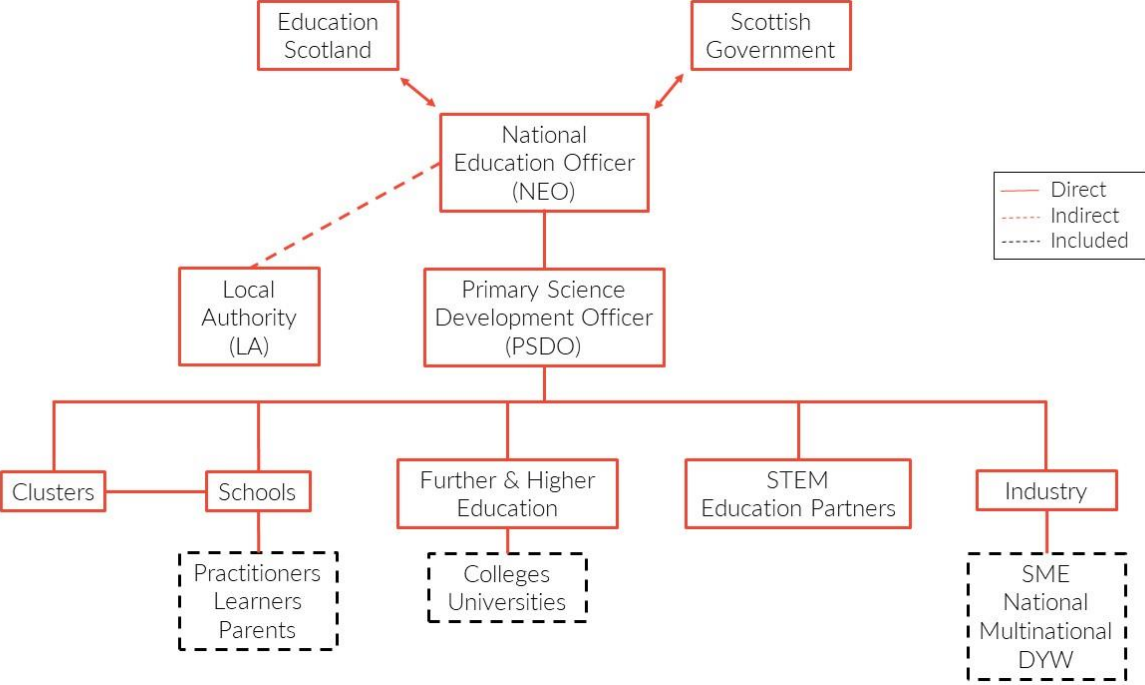 Education
Scotland
Scottish
Government
National
Education Officer
(NEO)
Direct
Indirect
Included
Local
Authority
(LA)
Primary Science
Development Officer
(PSDO)
Clusters
Schools
Further & Higher
Education
STEM
Education Partners
Industry
Practitioners
Learners
Parents
Colleges
Universities
SME
National
Multinational
DYW